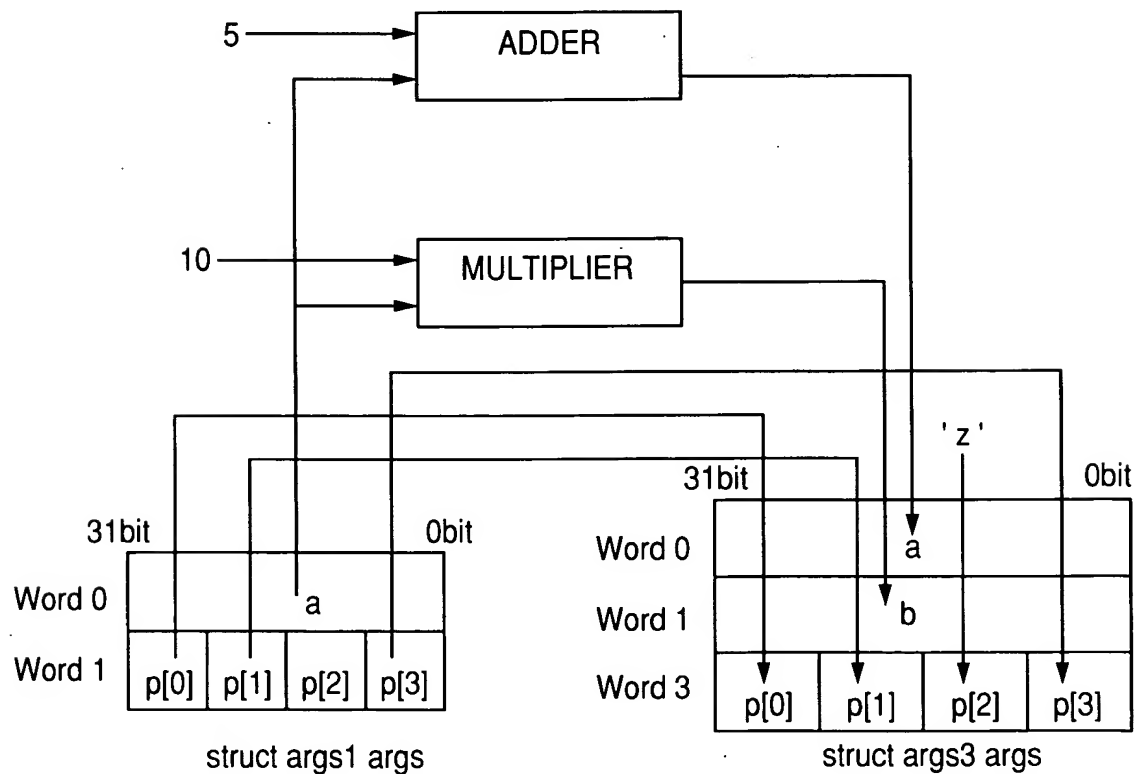 5
ADDER
10
MULTIPLIER
'z'
31bit
0bit
31bit
0bit
Word 0
a
Word 1
b
Word 3
p[0]
p[1]
p[2]
p[3]
struct args3 args
Word 0
a
Word 1
p[0]
p[1]
p[2]
p[3]
struct args1 args